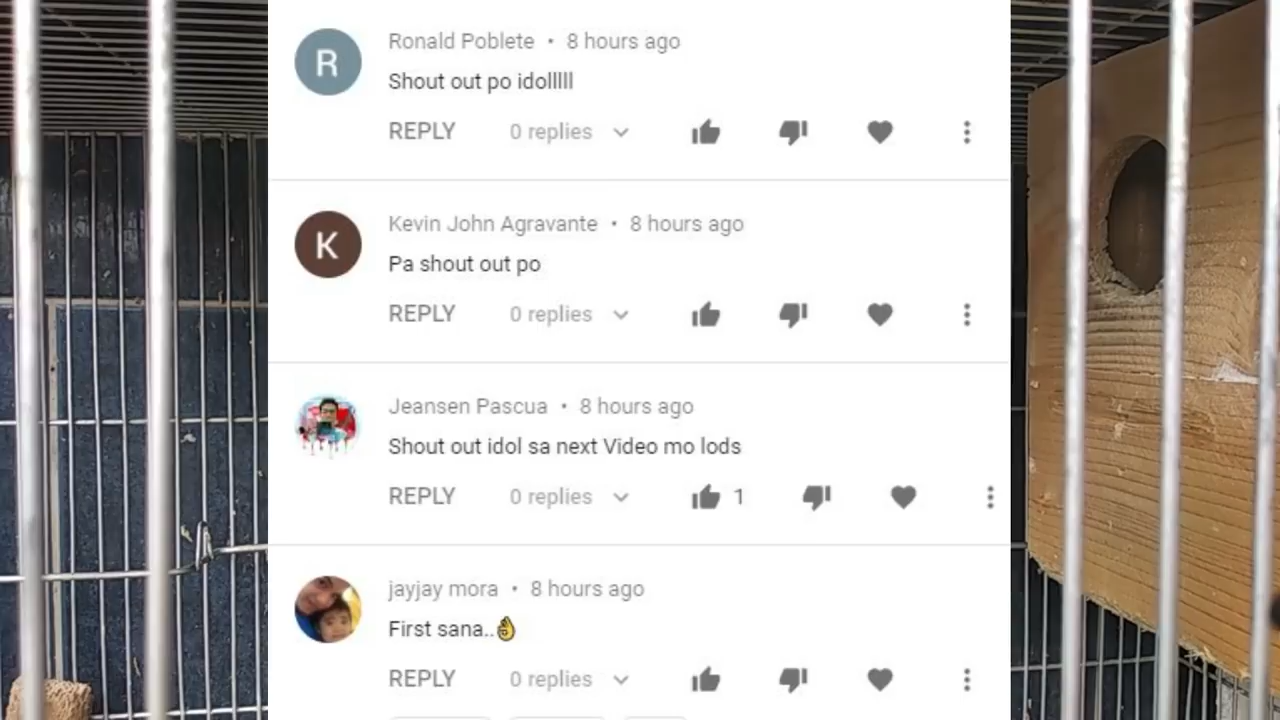 R
Ronald Poblete • 8 hours ago
Shout out po idolllll
REPLY 0 replies
K
Kevin John Agravante • 8 hours ago
Pa shout out po
REPLY 0 replies
Jeansen Pascua • 8 hours ago
Shout out idol sa next Video mo lods
REPLY 0 replies 1
jayjay mora • 8 hours ago
First sana..👌
REPLY 0 replies